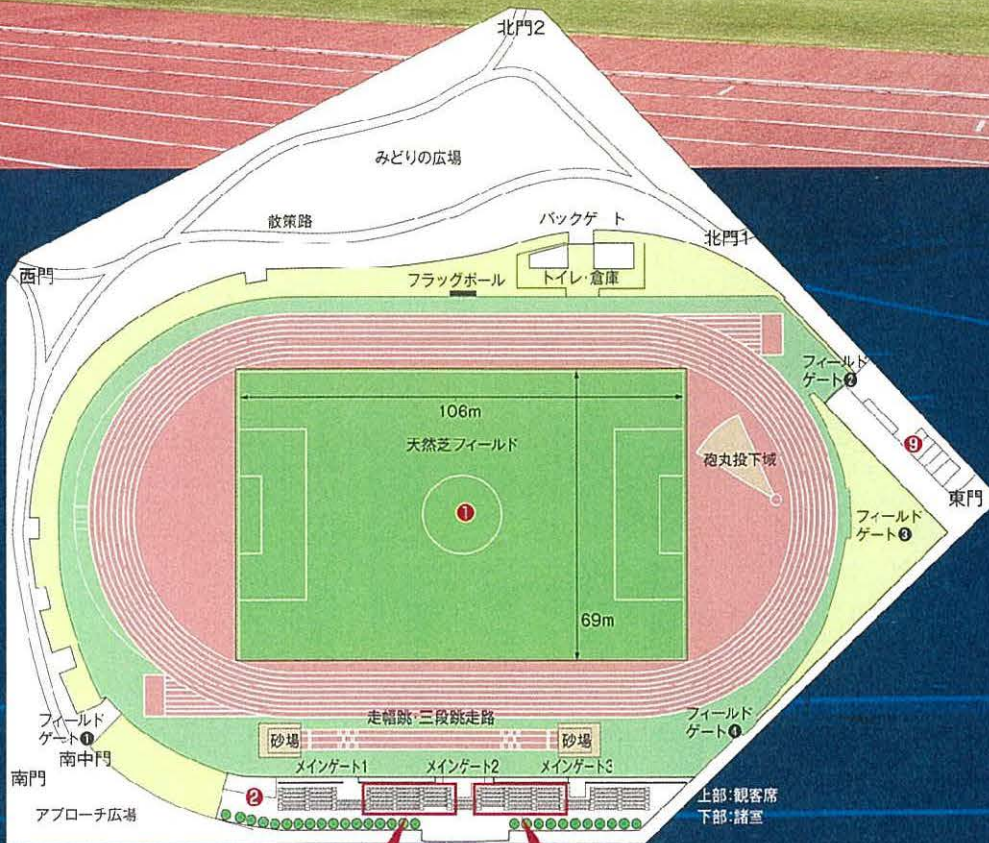 北門2
みどりの広場
散策路
バックゲート
北門1
西門
フラッグポール
トイレ・倉庫
フィールド
ゲート❷
106m
天然芝フィールド
砲丸投下域
❾
東門
❶
フィールド
ゲート❸
69m
走幅跳・三段跳走路
フィールド
ゲート❹
フィールド
ゲート❶
砂場
砂場
南中門
メインゲート1
メインゲート2
メインゲート3
南門
❷
上部:観客席
下部:諸室
アプローチ広場